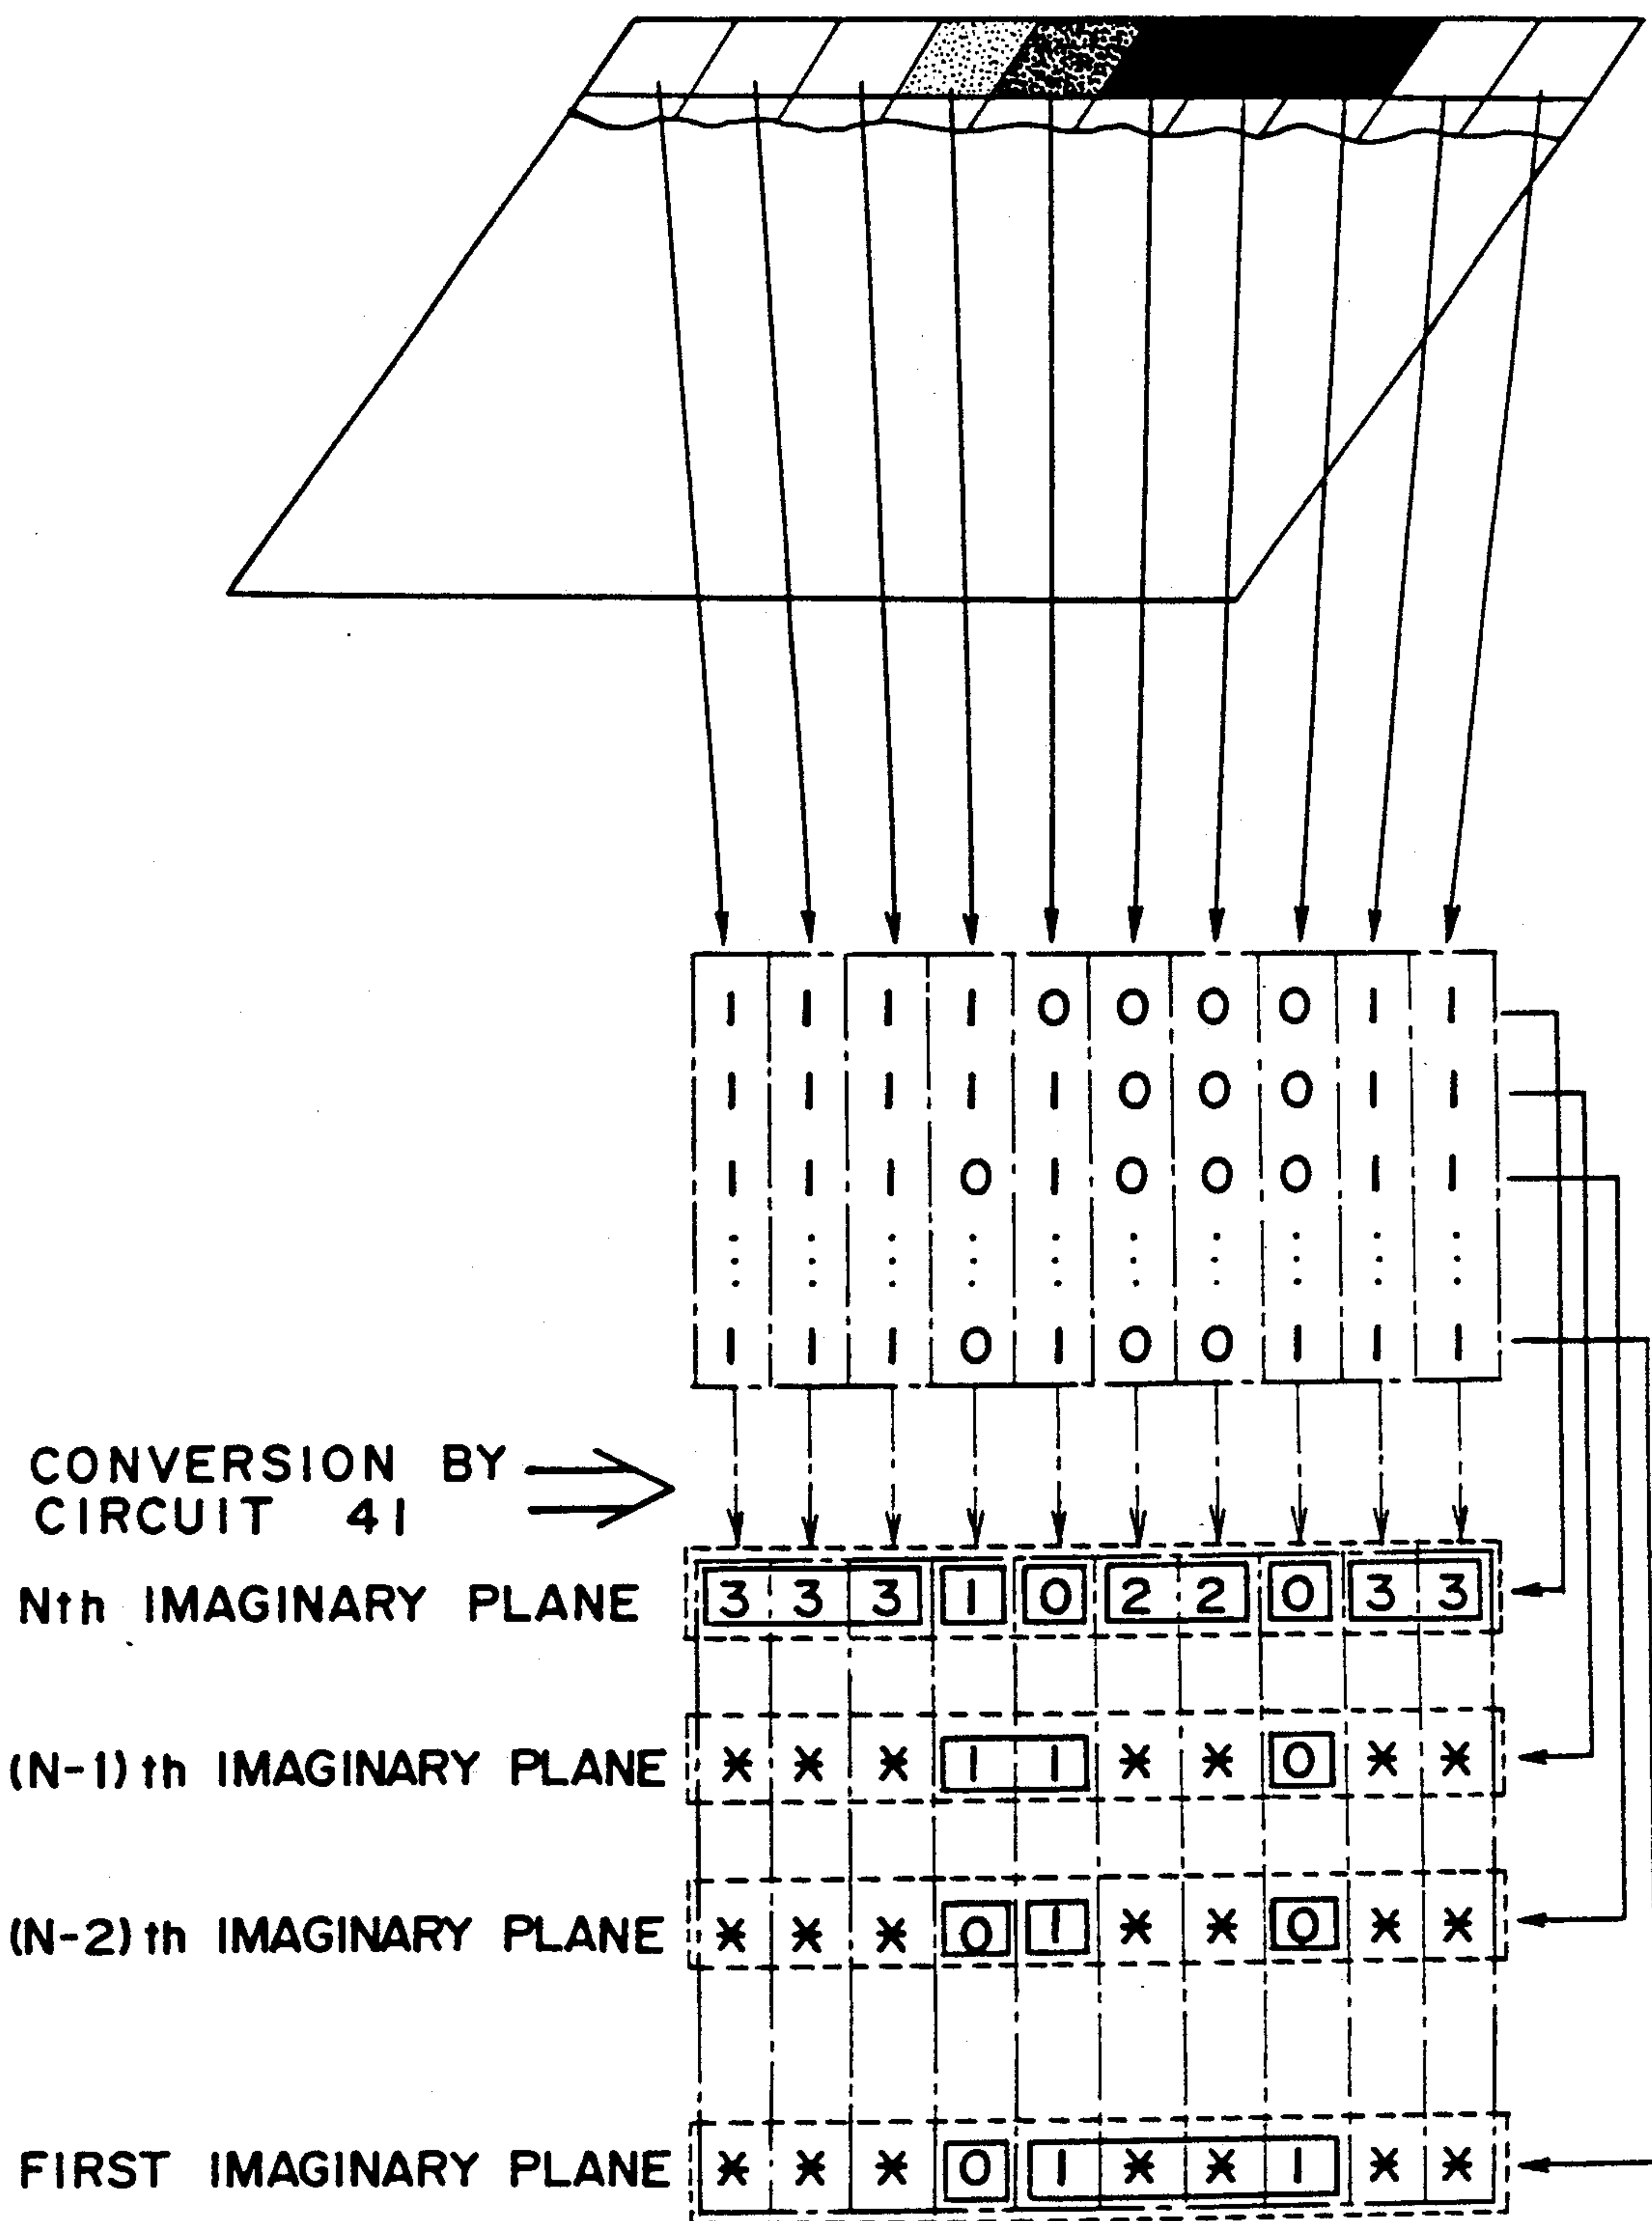 1 1 1 1 0 0 0 0 1 1
1 1 1 1 1 0 0 0 1 1
1 1 1 0 1 0 0 0 1 1
1 1 1 0 1 0 0 1 1 1
CONVERSION BY
CIRCUIT 41
Nth IMAGINARY PLANE 3 3 3 1 0 2 2 0 3 3
(N-1)th IMAGINARY PLANE * * * 1 1 * * 0 * *
(N-2)th IMAGINARY PLANE * * * 0 1 * * 0 * *
FIRST IMAGINARY PLANE * * * 0 1 * * 1 * *